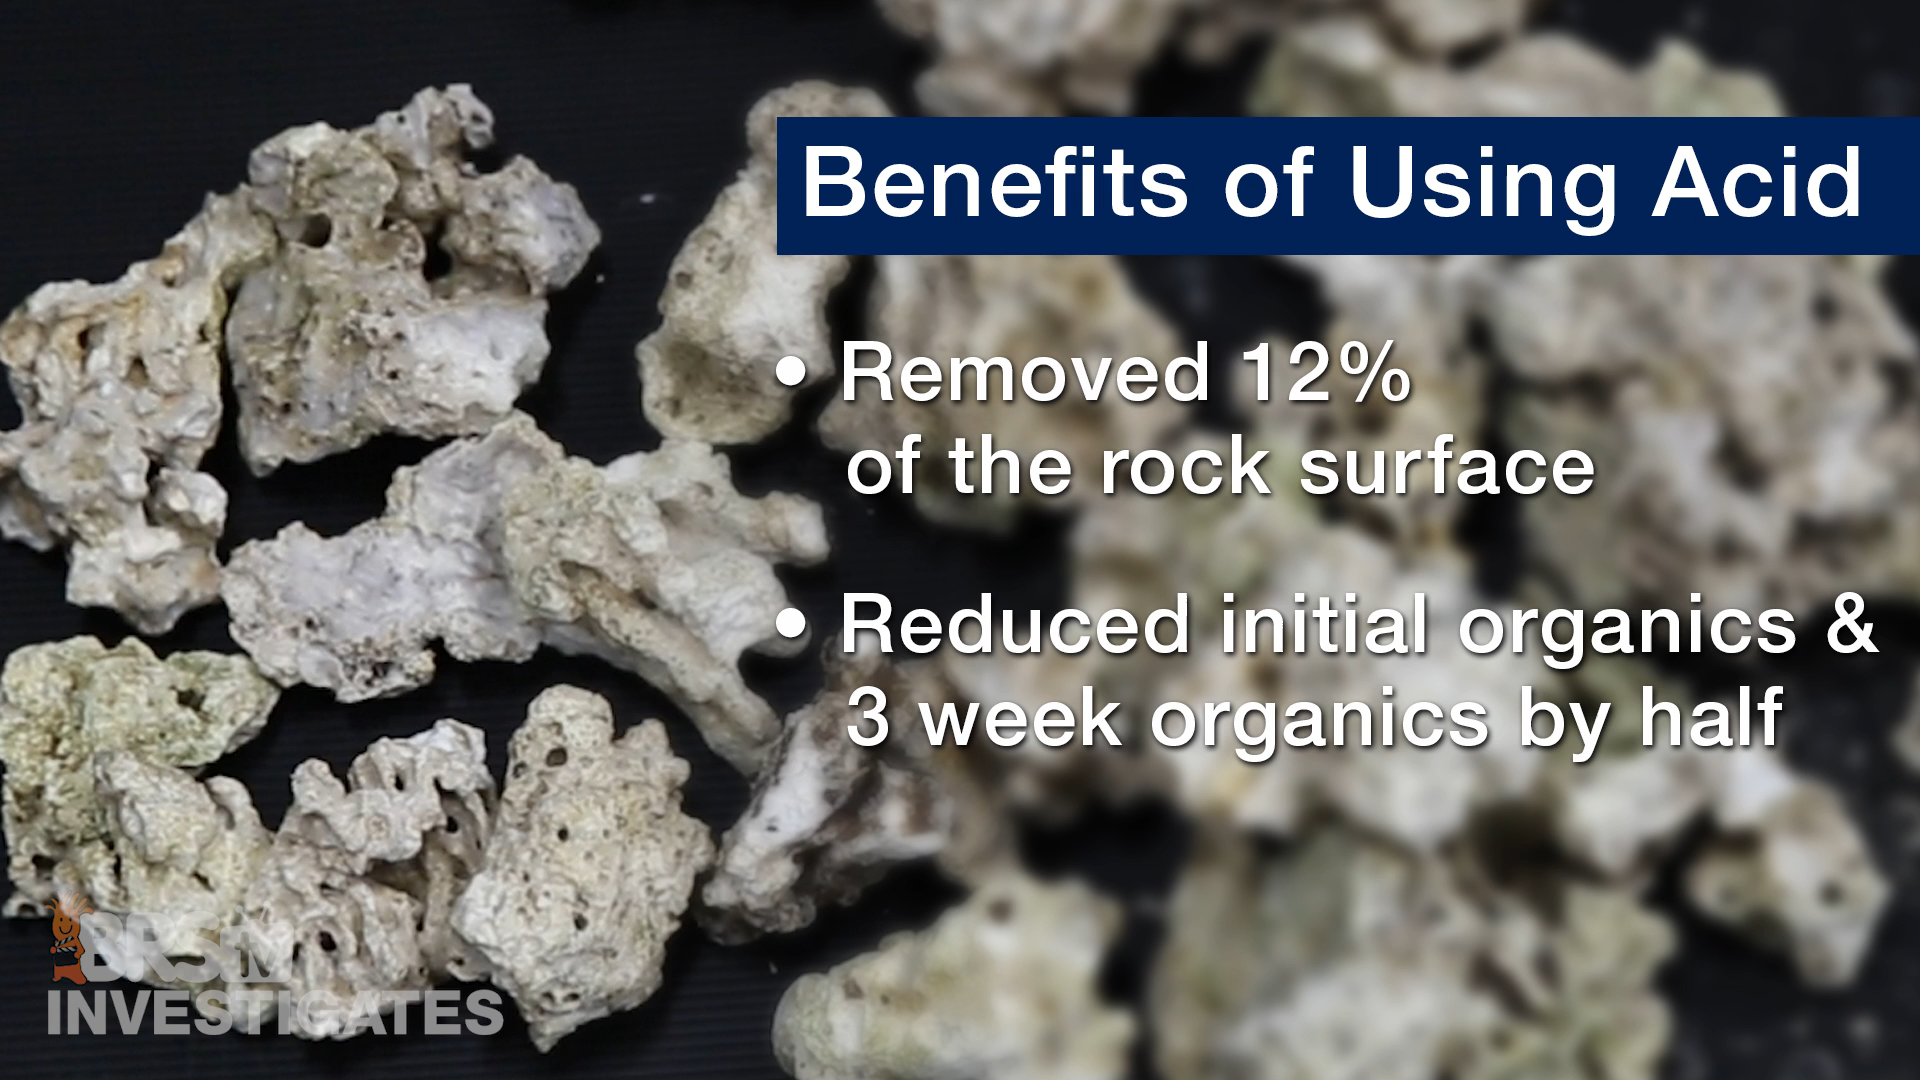 Benefits of Using Acid
• Removed 12%
of the rock surface
• Reduced initial organics &
3 week organics by half
BRStv
INVESTIGATES